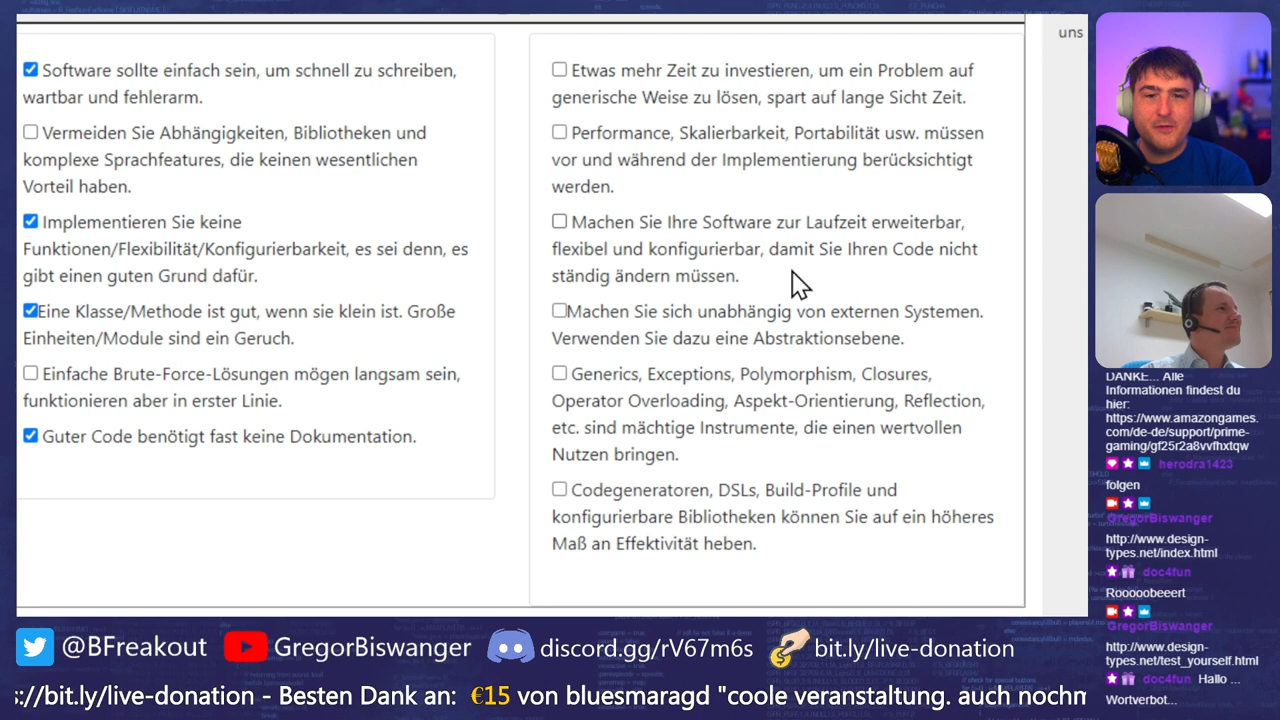 Software sollte einfach sein, um schnell zu schreiben,
wartbar und fehlerarm.
Vermeiden Sie Abhängigkeiten, Bibliotheken und
komplexe Sprachfeatures, die keinen wesentlichen
Vorteil haben.
Implementieren Sie keine
Funktionen/Flexibilität/Konfigurierbarkeit, es sei denn, es
gibt einen guten Grund dafür.
Eine Klasse/Methode ist gut, wenn sie klein ist. Große
Einheiten/Module sind ein Geruch.
Einfache Brute-Force-Lösungen mögen langsam sein,
funktionieren aber in erster Linie.
Guter Code benötigt fast keine Dokumentation.
Etwas mehr Zeit zu investieren, um ein Problem auf
generische Weise zu lösen, spart auf lange Sicht Zeit.
Performance, Skalierbarkeit, Portabilität usw. müssen
vor und während der Implementierung berücksichtigt
werden.
Machen Sie Ihre Software zur Laufzeit erweiterbar,
flexibel und konfigurierbar, damit Sie Ihren Code nicht
ständig ändern müssen.
Machen Sie sich unabhängig von externen Systemen.
Verwenden Sie dazu eine Abstraktionsebene.
Generics, Exceptions, Polymorphism, Closures,
Operator Overloading, Aspekt-Orientierung, Reflection,
etc. sind mächtige Instrumente, die einen wertvollen
Nutzen bringen.
Codegeneratoren, DSLs, Build-Profile und
konfigurierbare Bibliotheken können Sie auf ein höheres
Maß an Effektivität heben.
uns
DANKE... Alle
Informationen findest du
hier:
https://www.amazongames.
com/de-de/support/prime-
gaming/gf25r2a8vvfhxtqw
herodra1423
folgen
GregorBiswanger
http://www.design-
types.net/index.html
doc4fun
Rooooobeeert
GregorBiswanger
http://www.design-
types.net/test_yourself.html
doc4fun Hallo ...
Wortverbot...
@BFreakout GregorBiswanger discord.gg/rV67m6s bit.ly/live-donation
://bit.ly/live-donation - Besten Dank an: €15 von bluesmaragd "coole veranstaltung. auch nochm